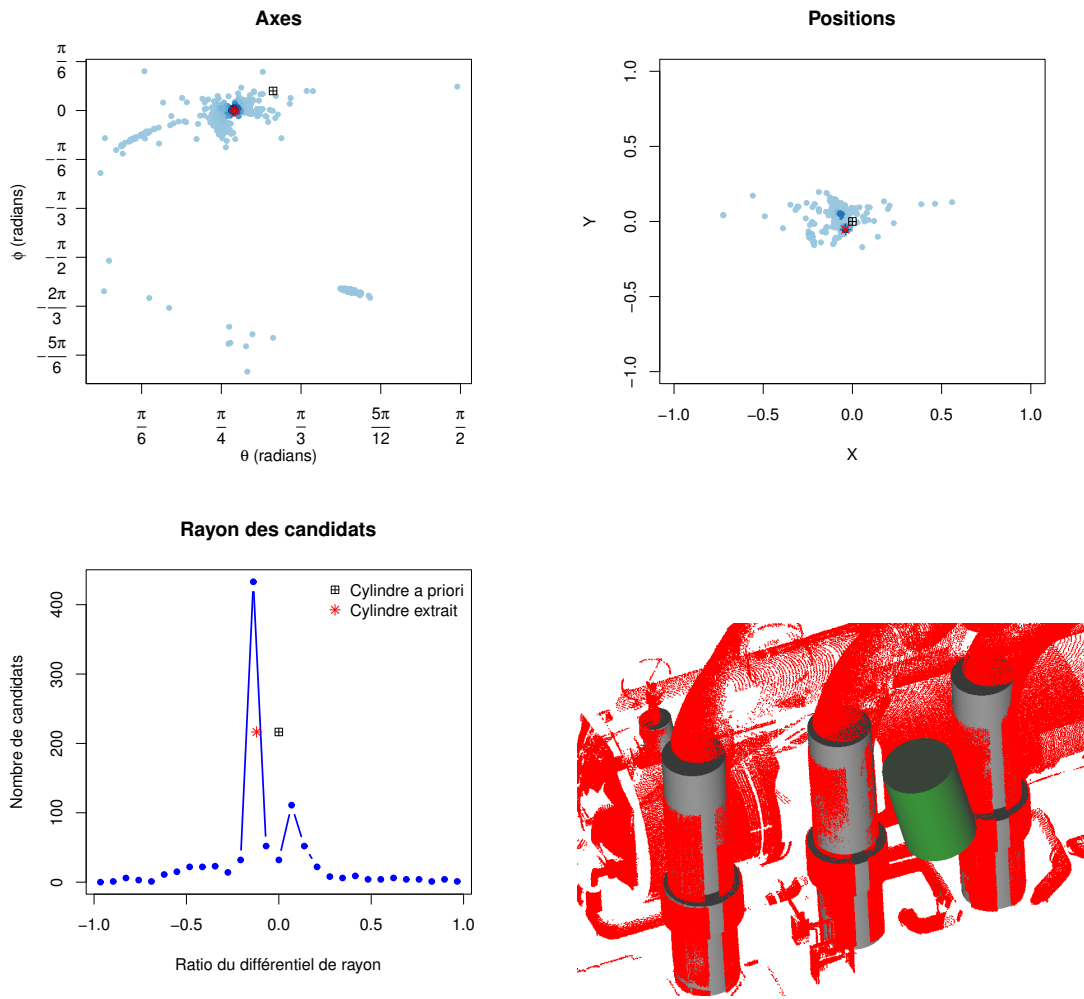 Axes
π/6
0
−π/6
−π/3
−π/2
−2π/3
−5π/6
ϕ (radians)
π/6
π/4
π/3
5π/12
π/2
θ (radians)
Positions
1.0
0.5
0.0
−0.5
−1.0
Y
−1.0 −0.5 0.0 0.5 1.0
X
Rayon des candidats
Cylindre a priori
Cylindre extrait
400
300
200
100
0
Nombre de candidats
−1.0 −0.5 0.0 0.5 1.0
Ratio du différentiel de rayon